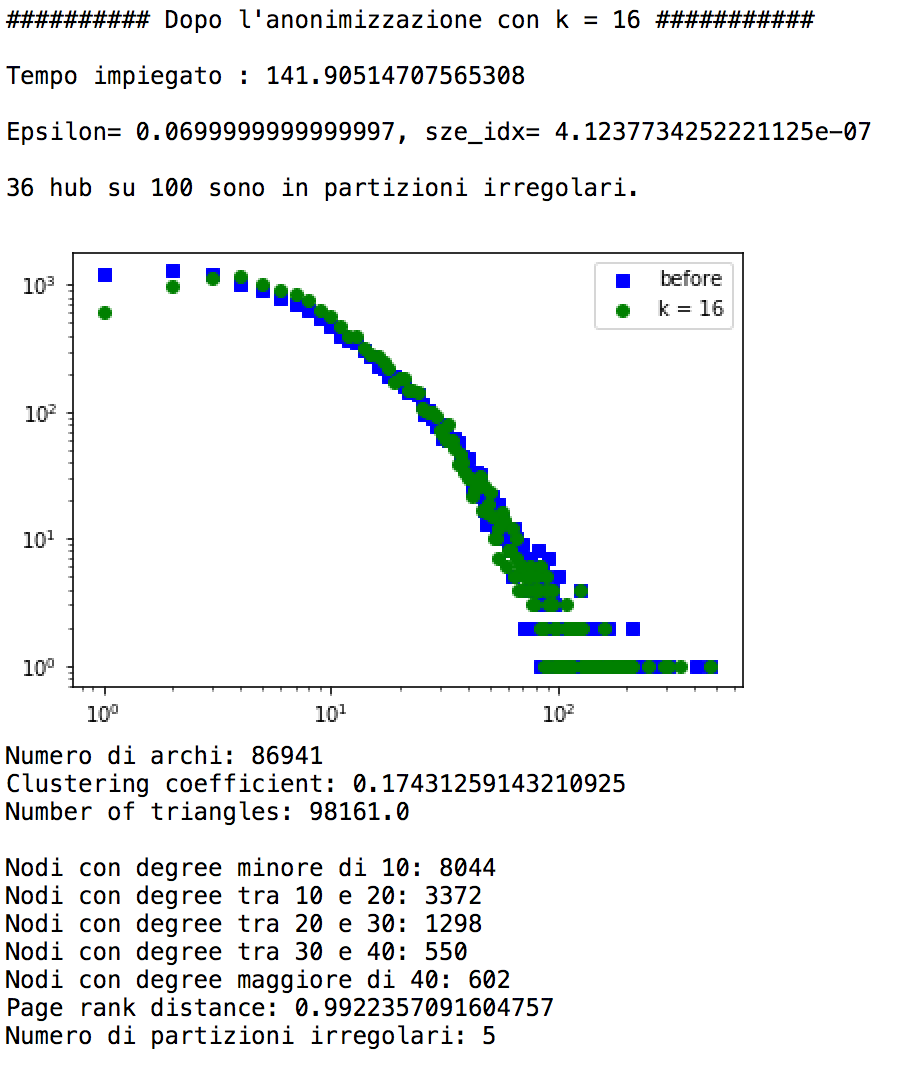 ########## Dopo l'anonimizzazione con k = 16 ###########
Tempo impiegato : 141.90514707565308
Epsilon= 0.0699999999999997, sze_idx= 4.1237734252221125e-07
36 hub su 100 sono in partizioni irregolari.
before
k = 16
10³
10²
10¹
10⁰
10⁰ 10¹ 10²
Numero di archi: 86941
Clustering coefficient: 0.17431259143210925
Number of triangles: 98161.0
Nodi con degree minore di 10: 8044
Nodi con degree tra 10 e 20: 3372
Nodi con degree tra 20 e 30: 1298
Nodi con degree tra 30 e 40: 550
Nodi con degree maggiore di 40: 602
Page rank distance: 0.9922357091604757
Numero di partizioni irregolari: 5